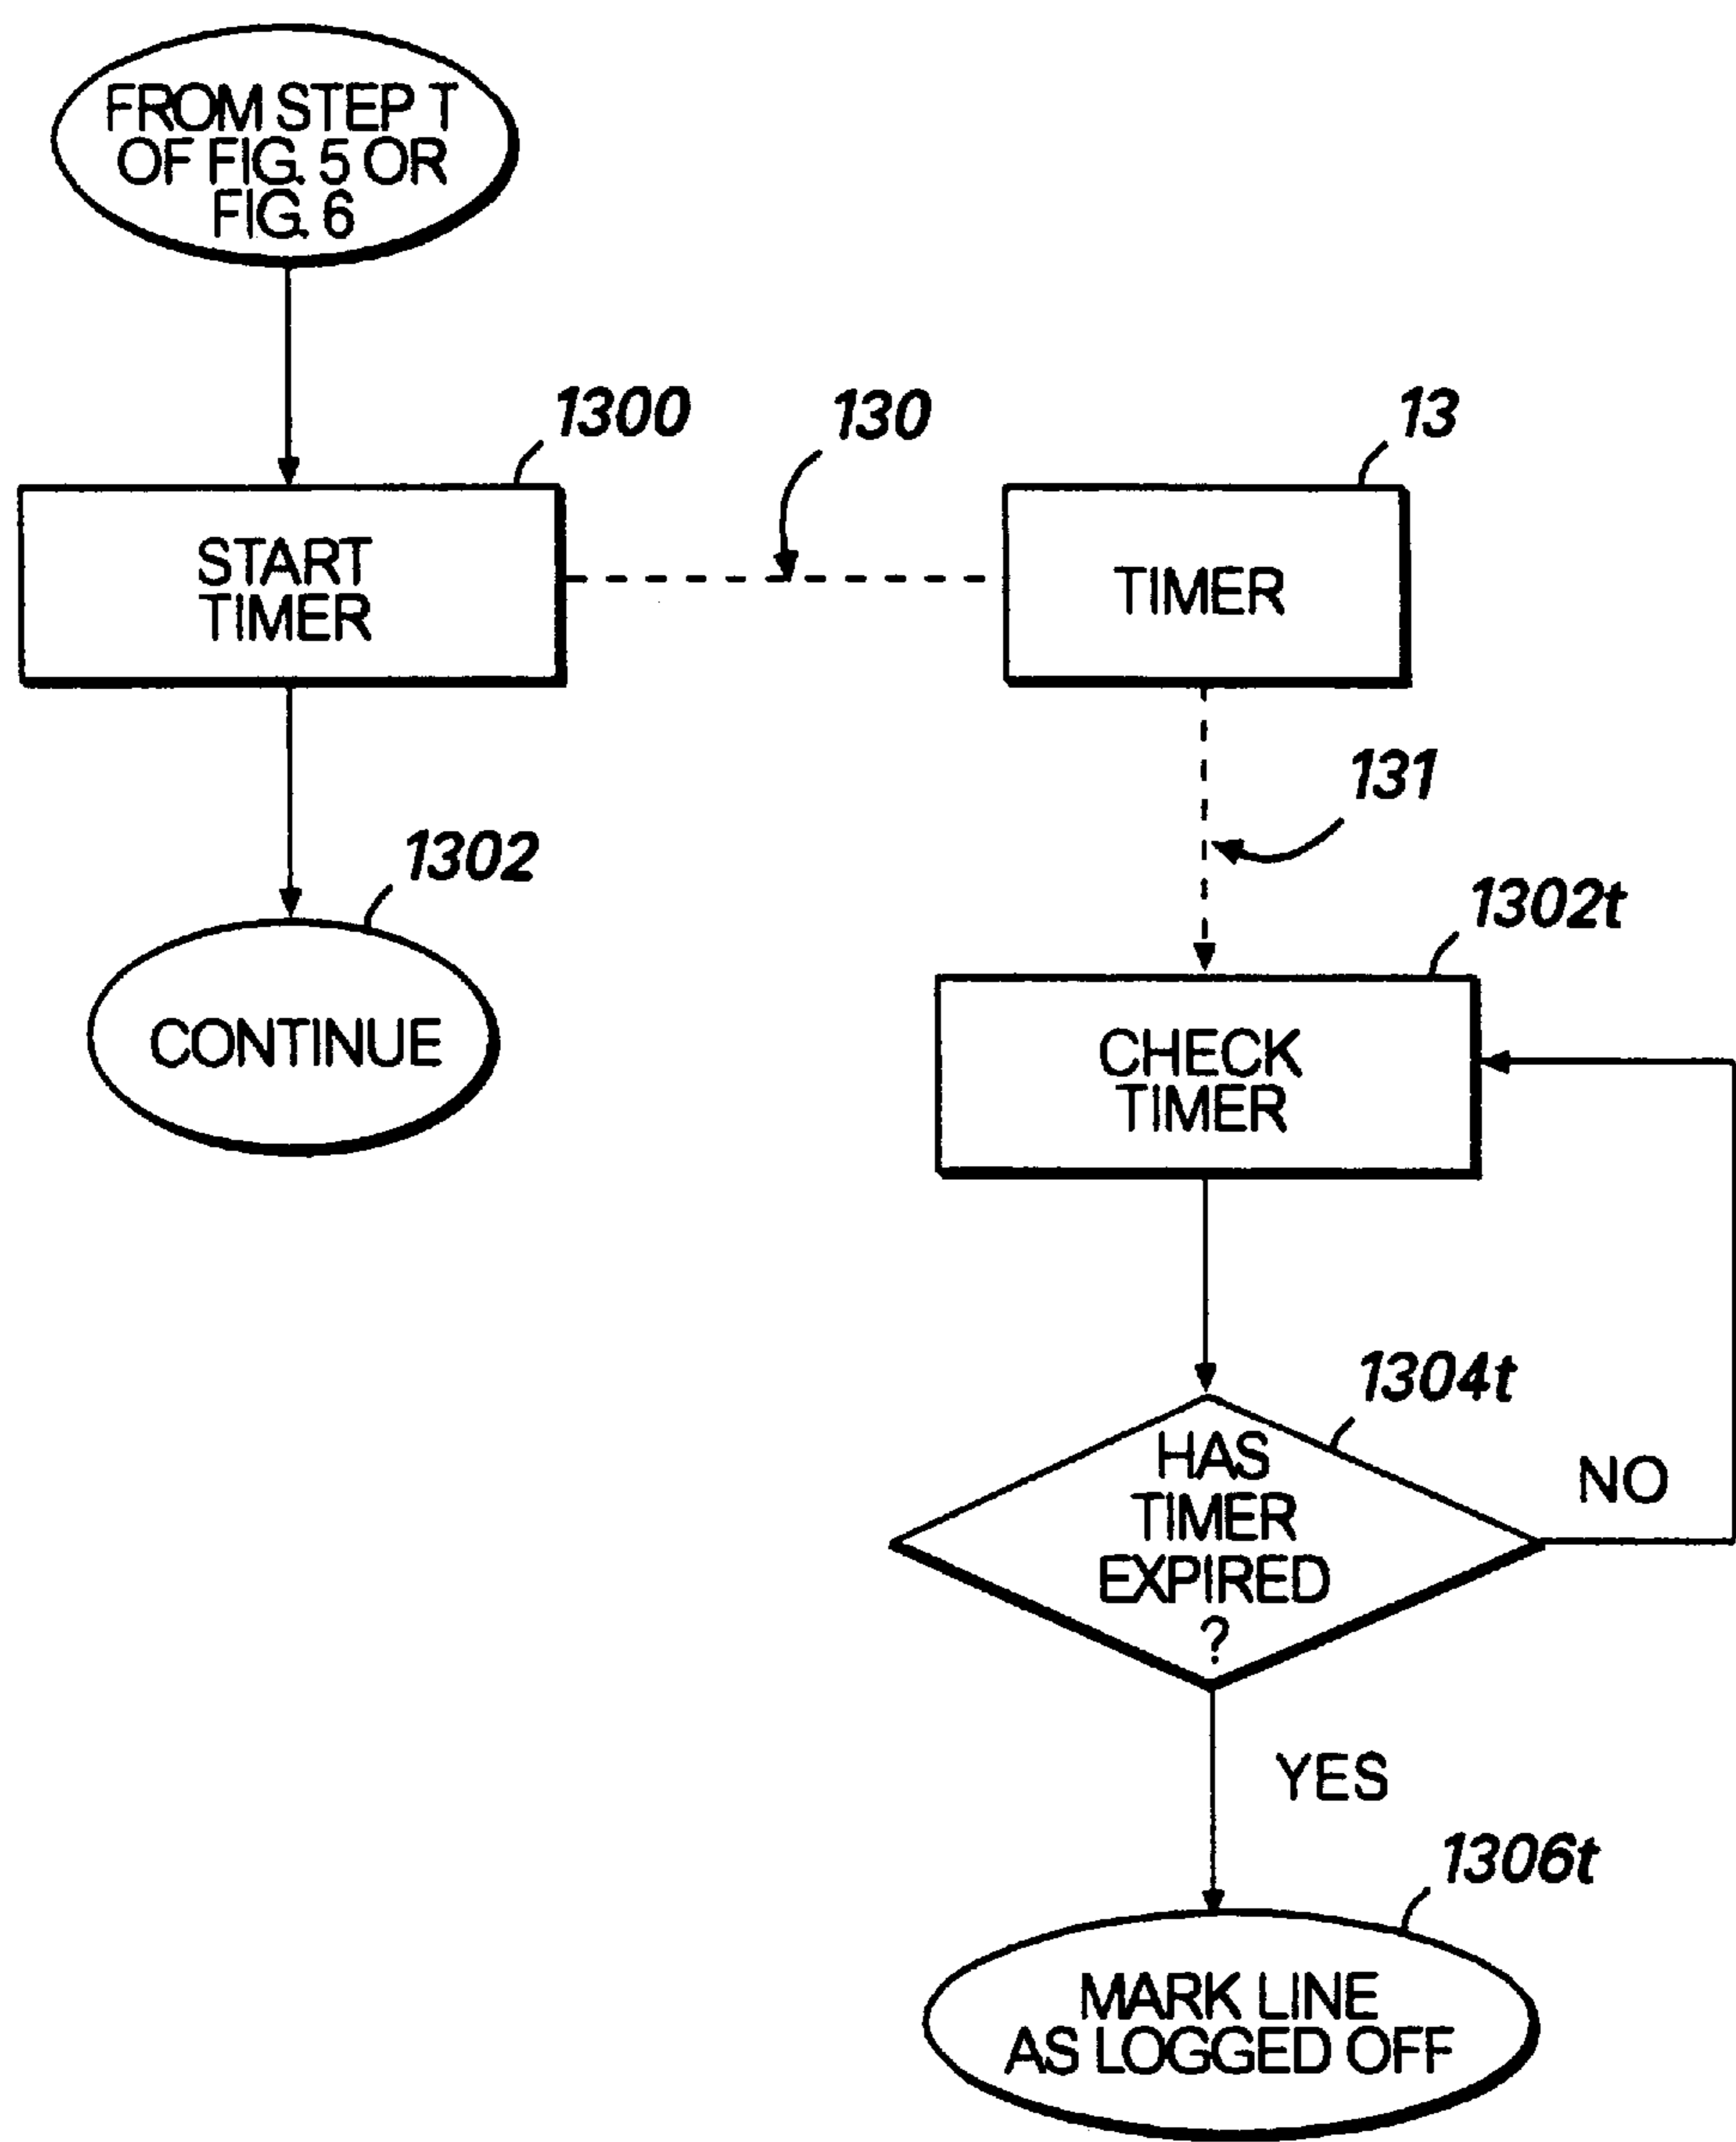 FROM STEP T
OF FIG. 5 OR
FIG. 6
1300
130
13
START
TIMER
TIMER
131
1302
1302t
CONTINUE
CHECK
TIMER
1304t
HAS
TIMER
EXPIRED
?
NO
YES
1306t
MARK LINE
AS LOGGED OFF